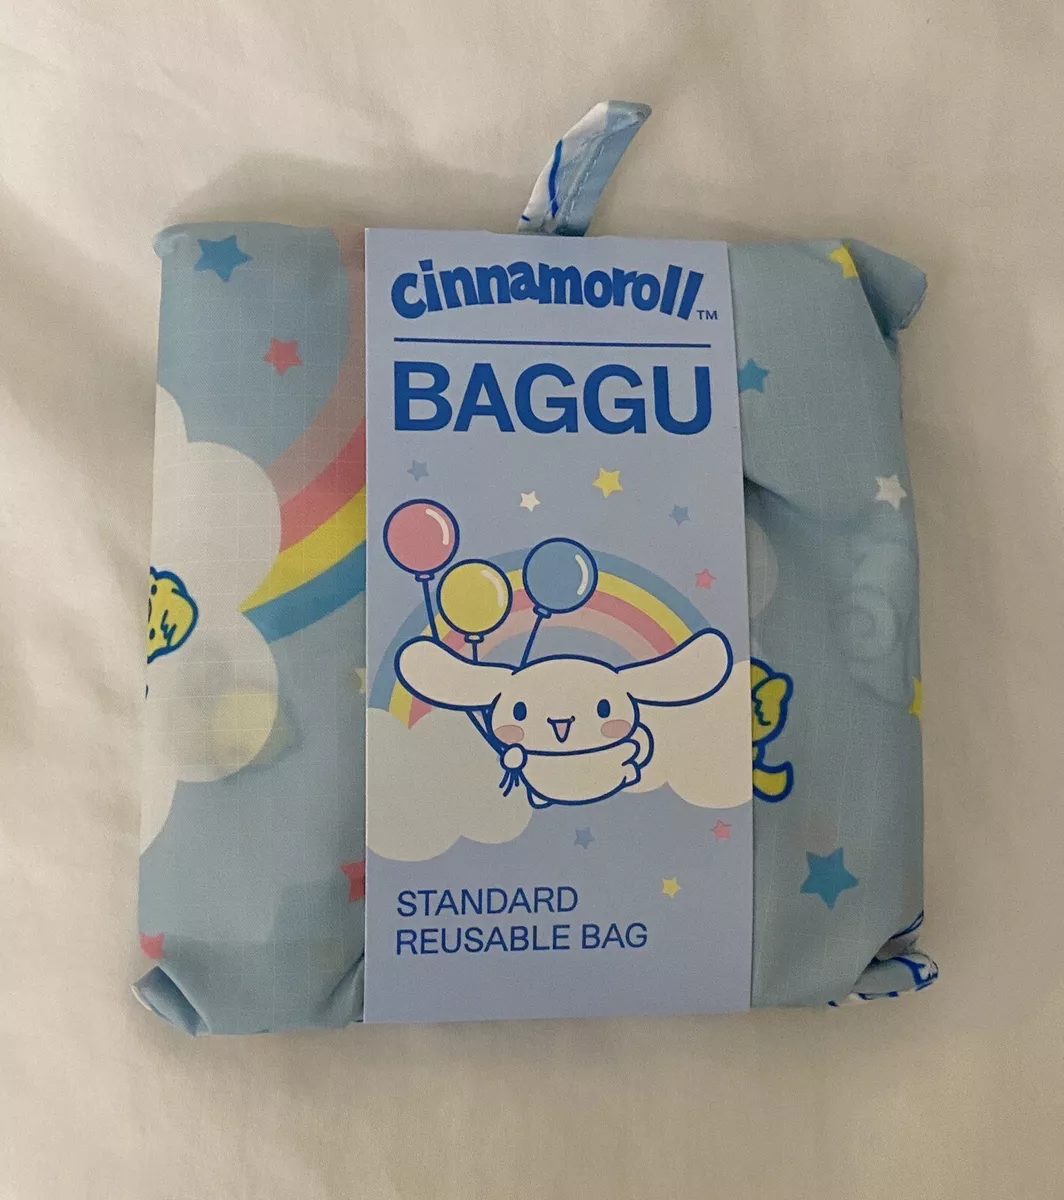 cinnamoroll™
BAGGU
STANDARD
REUSABLE BAG